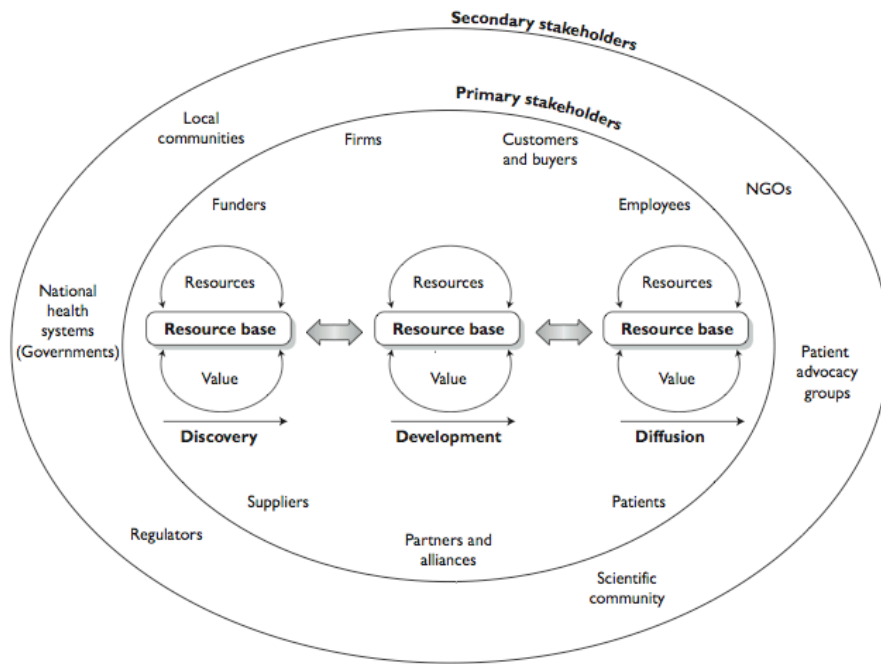 Secondary stakeholders
Primary stakeholders
Local
communities
Firms
Customers
and buyers
NGOs
Funders
Employees
National
health
systems
(Governments)
Resources
Resources
Resources
Resource base
Resource base
Resource base
Value
Value
Value
Patient
advocacy
groups
Discovery
Development
Diffusion
Suppliers
Patients
Regulators
Partners and
alliances
Scientific
community